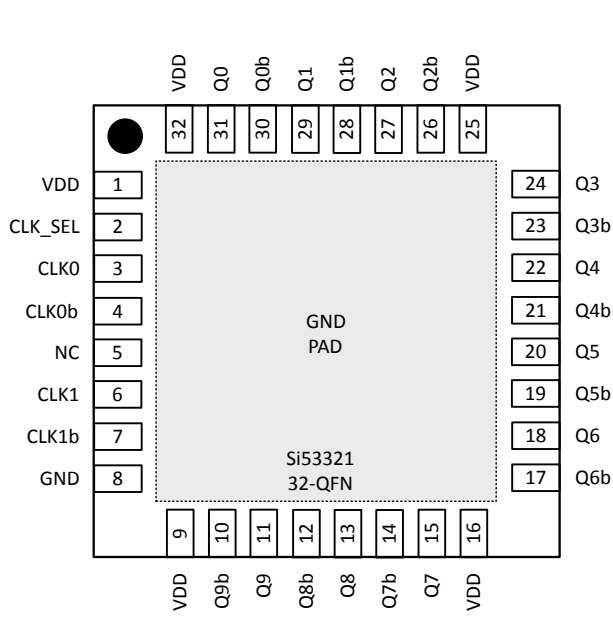 VDD Q0 Q0b Q1 Q1b Q2 Q2b VDD
32 31 30 29 28 27 26 25
VDD 1 24 Q3
CLK_SEL 2 23 Q3b
CLK0 3 22 Q4
CLK0b 4 21 Q4b
GND
PAD
NC 5 20 Q5
CLK1 6 19 Q5b
CLK1b 7 18 Q6
GND 8 17 Q6b
Si53321
32-QFN
9 10 11 12 13 14 15 16
VDD Q9b Q9 Q8b Q8 Q7b Q7 VDD